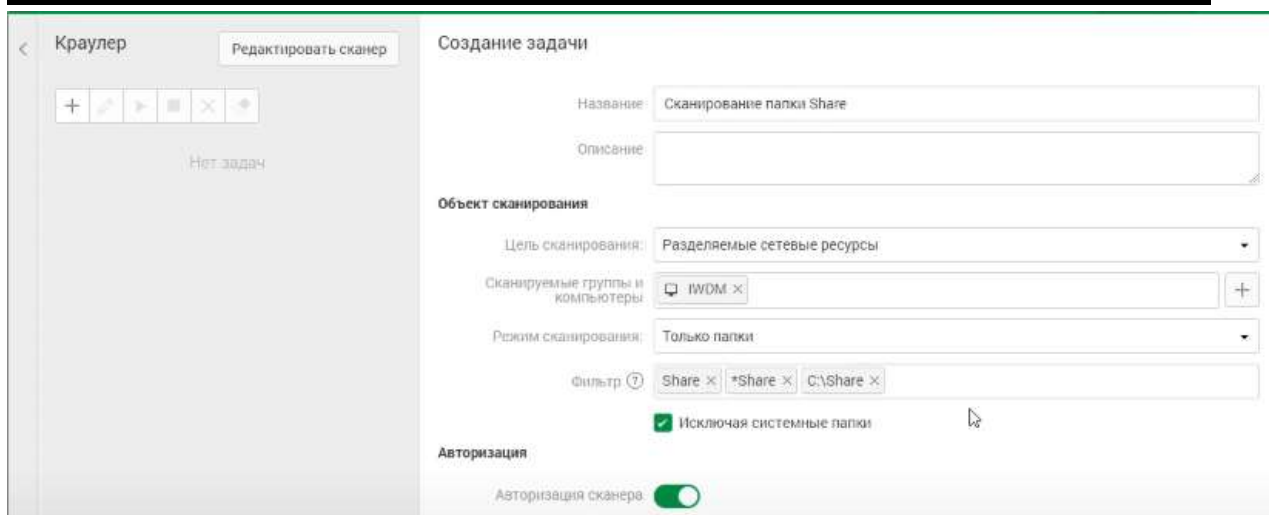 Краулер
Редактировать сканер
Нет задач
Создание задачи
Название
Сканирование папки Share
Описание
Объект сканирования
Цель сканирования:
Разделяемые сетевые ресурсы
Сканируемые группы и
компьютеры
IWDM
Режим сканирования:
Только папки
Фильтр
Share
*Share
C:\Share
Исключая системные папки
Авторизация
Авторизация сканера